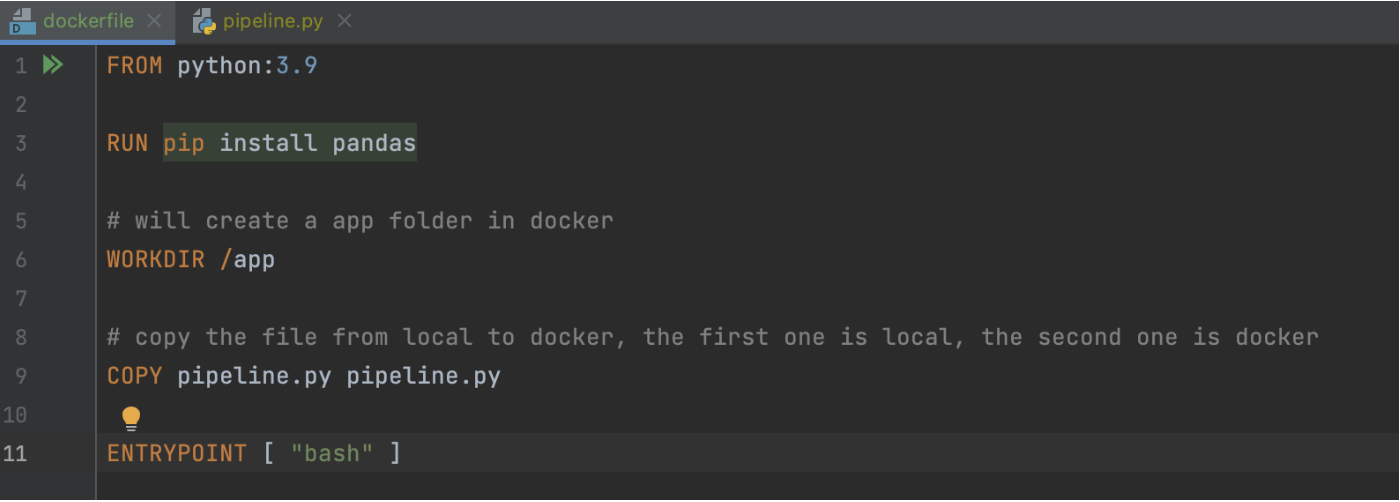 dockerfile pipeline.py
1 FROM python:3.9
2
3 RUN pip install pandas
4
5 # will create a app folder in docker
6 WORKDIR /app
7
8 # copy the file from local to docker, the first one is local, the second one is docker
9 COPY pipeline.py pipeline.py
10
11 ENTRYPOINT [ "bash" ]